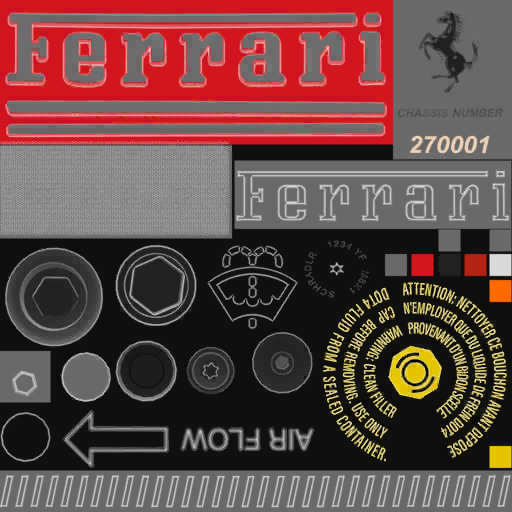 Ferrari
CHASSIS NUMBER
270001
Ferrari
1234 YF
SCHRADLR
ATTENTION: NETTOYER CE BOUCHON AVANT DEPOSE
N'EMPLOYER QUE DU LIQUIDE DE FREIN DOT4
PROVENANT D'UN BIDON SCELLE
WARNING: CLEAN FILLER
CAP BEFORE REMOVING. USE ONLY
DOT4 FLUID FROM A SEALED CONTAINER.
AIR FLOW